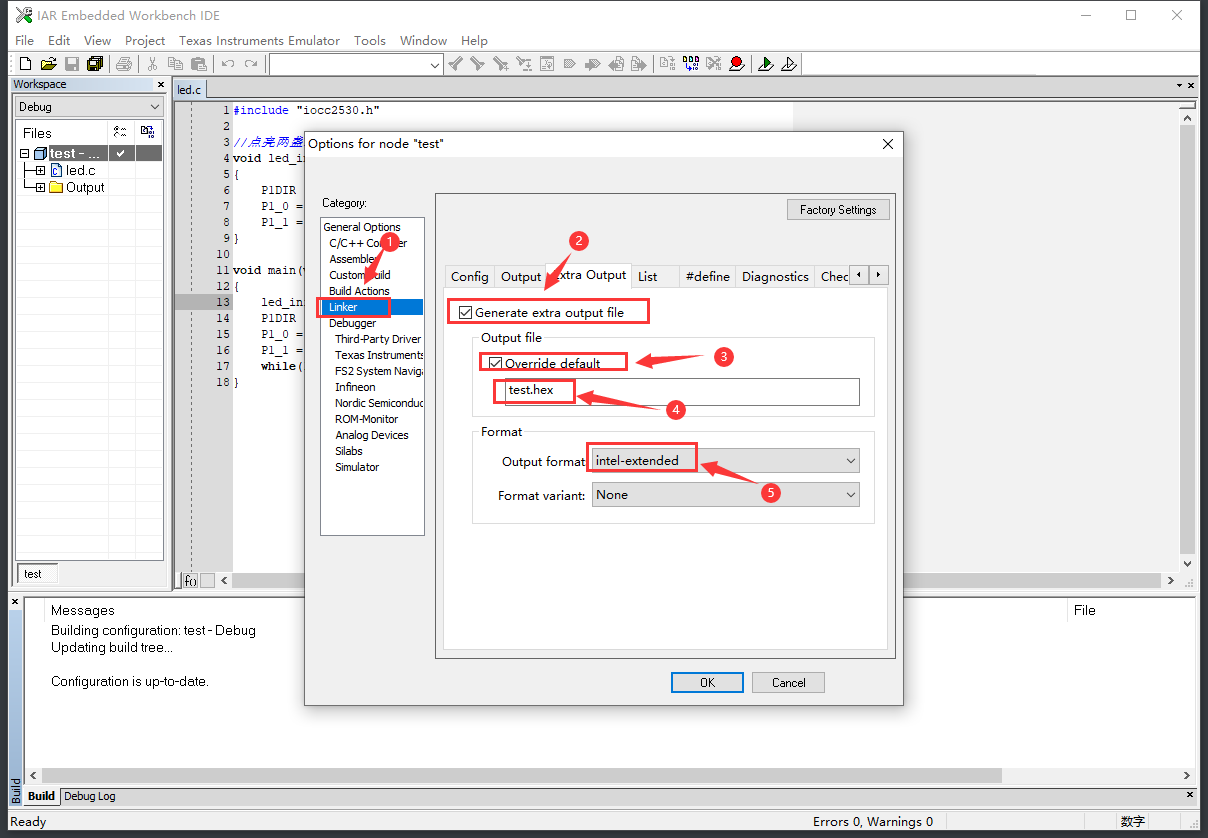 IAR Embedded Workbench IDE
File Edit View Project Texas Instruments Emulator Tools Window Help
Workspace
Debug
Files
test - ...
led.c
Output
test
led.c
1 #include "iocc2530.h"
2
3 //点亮两盏
4 void led_in
5 {
6 P1DIR
7 P1_0 =
8 P1_1 =
9 }
10
11 void main(v
12 {
13 led_in
14 P1DIR
15 P1_0 =
16 P1_1 =
17 while(
18 }
f()
Options for node "test"
Category:
General Options
C/C++
Assembler
Custom Build
Build Actions
Linker
Debugger
Third-Party Driver
Texas Instruments
FS2 System Naviga
Infineon
Nordic Semiconduc
ROM-Monitor
Analog Devices
Silabs
Simulator
1
2
3
4
5
Factory Settings
Config Output Extra Output List #define Diagnostics Chec
Generate extra output file
Output file
Override default
test.hex
Format
Output format
intel-extended
Format variant:
None
OK Cancel
Messages File
Building configuration: test - Debug
Updating build tree...
Configuration is up-to-date.
Build
Build Debug Log
Ready Errors 0, Warnings 0 数字